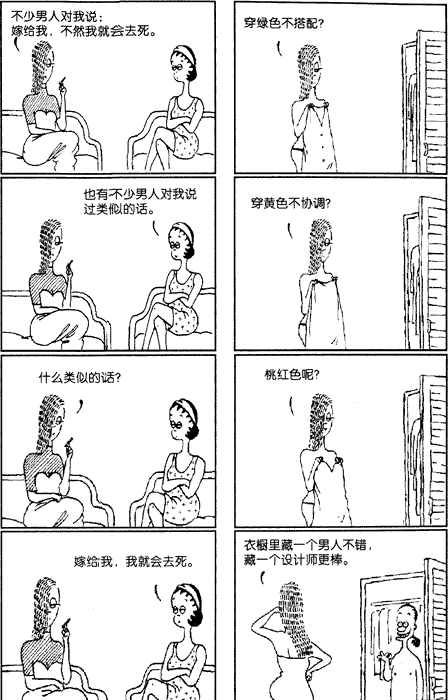 不少男人对我说：
嫁给我，不然我就会去死。
也有不少男人对我说
过类似的话。
什么类似的话？
嫁给我，我就会去死。
穿绿色不搭配？
穿黄色不协调？
桃红色呢？
衣橱里藏一个男人不错，
藏一个设计师更棒。